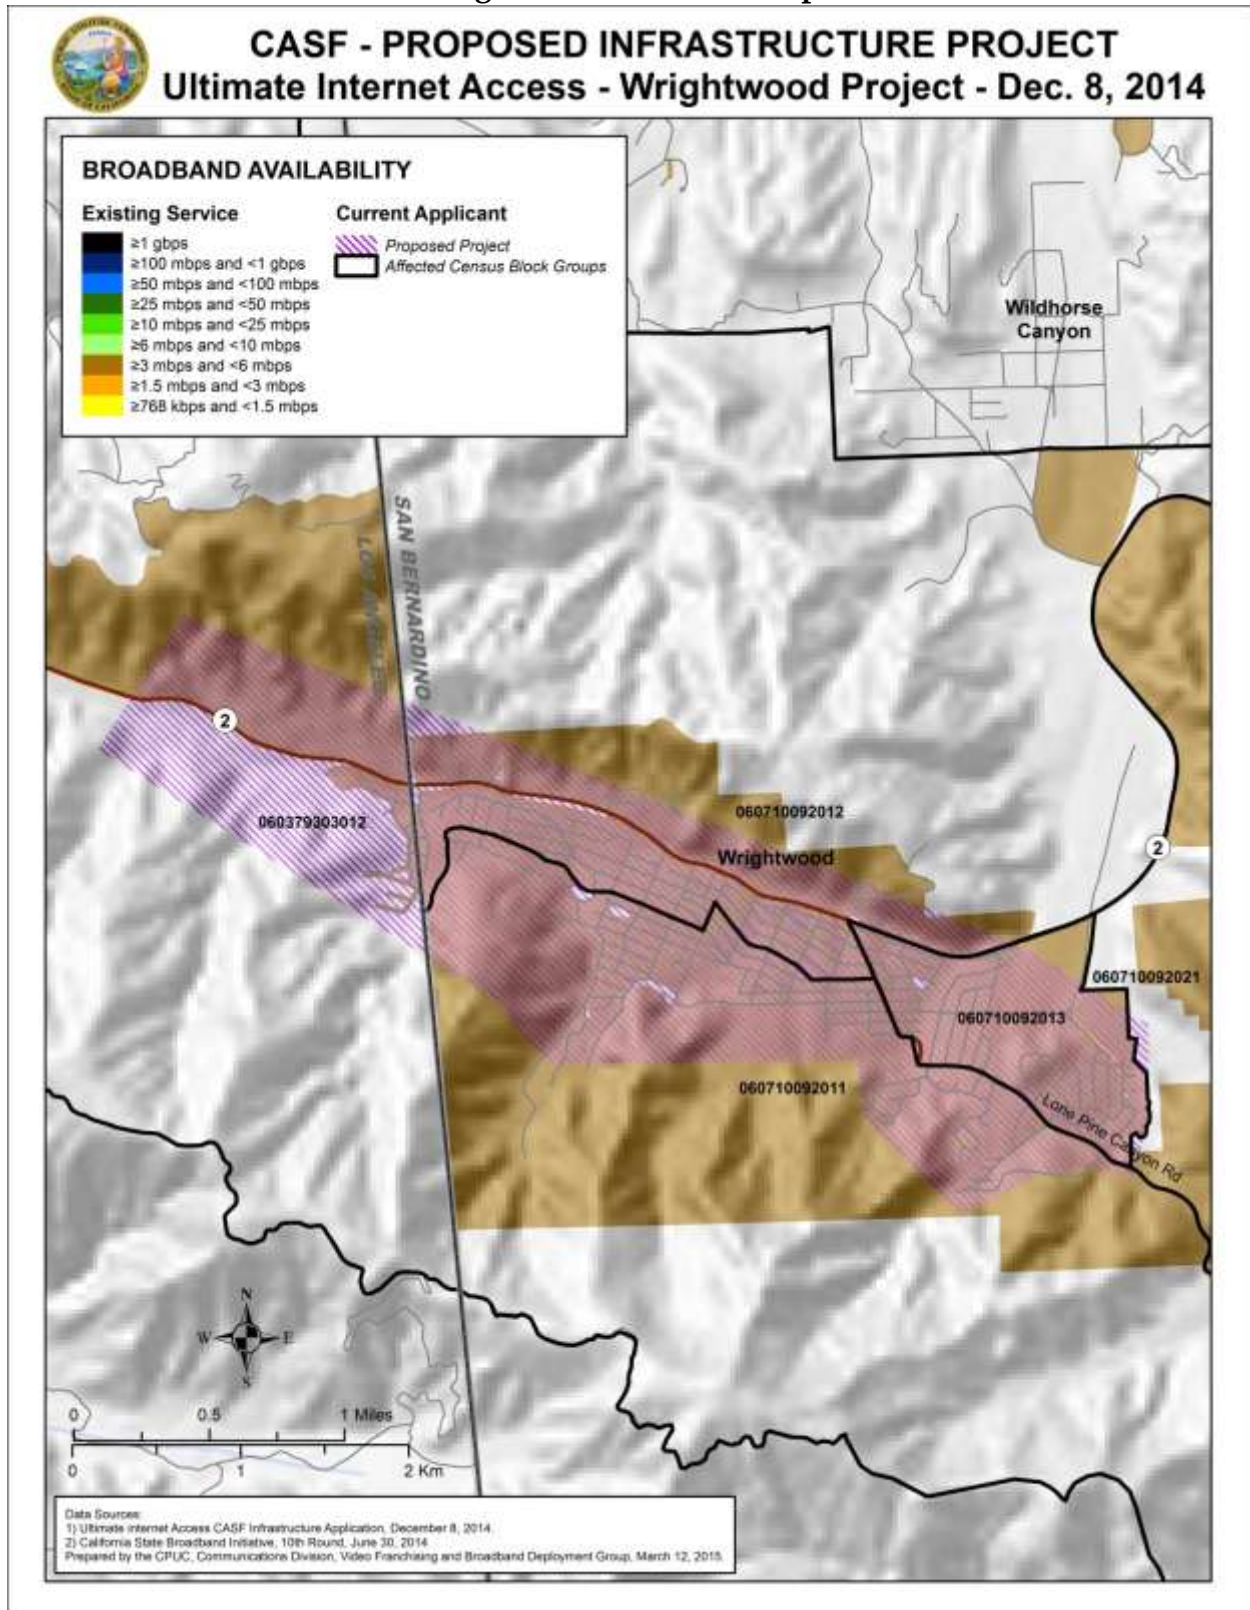 CASF - PROPOSED INFRASTRUCTURE PROJECT
Ultimate Internet Access - Wrightwood Project - Dec. 8, 2014
BROADBAND AVAILABILITY
Existing Service
≥1 gbps
≥100 mbps and <1 gbps
≥50 mbps and <100 mbps
≥25 mbps and <50 mbps
≥10 mbps and <25 mbps
≥6 mbps and <10 mbps
≥3 mbps and <6 mbps
≥1.5 mbps and <3 mbps
≥768 kbps and <1.5 mbps
Current Applicant
Proposed Project
Affected Census Block Groups
Wildhorse
Canyon
SAN BERNARDINO
LOS ANGELES
2
060379303012
060710092012
Wrightwood
2
060710092021
060710092013
060710092011
Lone Pine Canyon Rd
N
W E
S
0 0.5 1 Miles
0 1 2 Km
Data Sources:
1) Ultimate Internet Access CASF Infrastructure Application, December 8, 2014.
2) California State Broadband Initiative, 10th Round, June 30, 2014
Prepared by the CPUC, Communications Division, Video Franchising and Broadband Deployment Group, March 12, 2015.